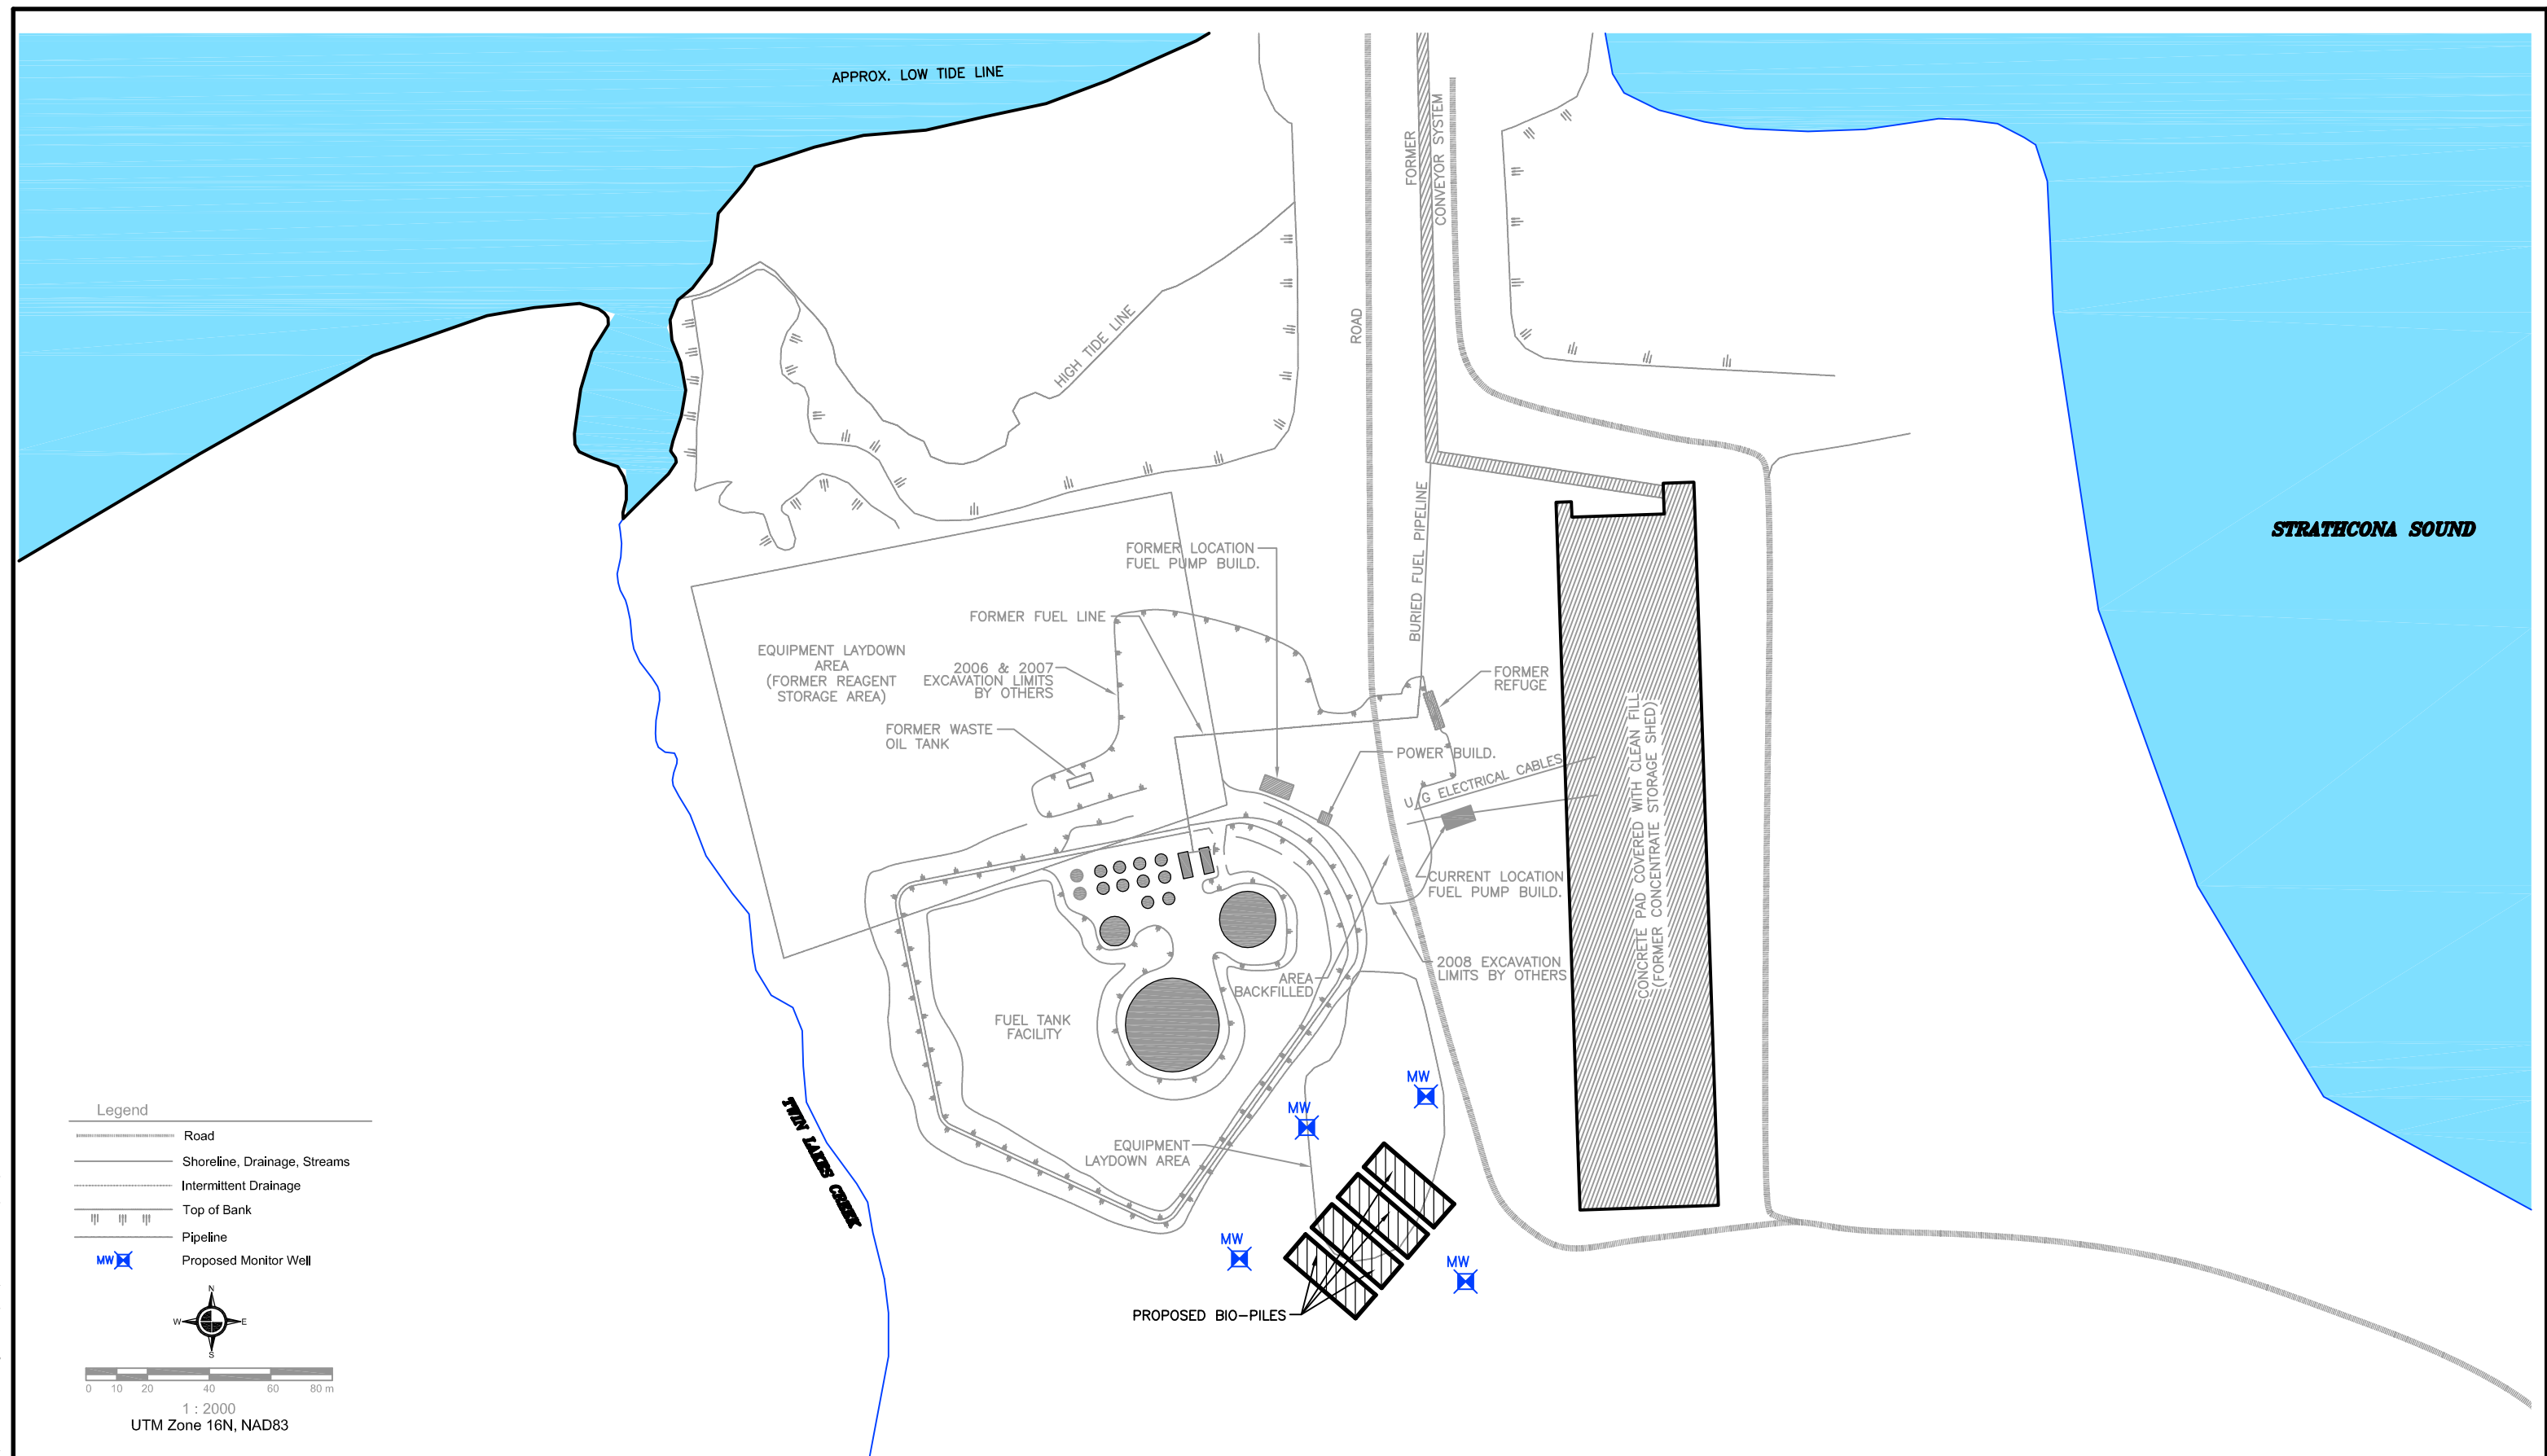 APPROX. LOW TIDE LINE
FORMER
CONVEYOR SYSTEM
ROAD
HIGH TIDE LINE
STRATHCONA SOUND
BURIED FUEL PIPELINE
FORMER LOCATION
FUEL PUMP BUILD.
FORMER FUEL LINE
EQUIPMENT LAYDOWN
AREA
(FORMER REAGENT
STORAGE AREA)
2006 & 2007
EXCAVATION LIMITS
BY OTHERS
FORMER
REFUGE
FORMER WASTE
OIL TANK
POWER BUILD.
U/G ELECTRICAL CABLES
CONCRETE PAD COVERED WITH CLEAN FILL
(FORMER CONCENTRATE STORAGE SHED)
CURRENT LOCATION
FUEL PUMP BUILD.
2008 EXCAVATION
LIMITS BY OTHERS
AREA
BACKFILLED
FUEL TANK
FACILITY
MW
MW
EQUIPMENT
LAYDOWN AREA
TWIN LAKES CREEK
MW
MW
PROPOSED BIO-PILES
Legend
Road
Shoreline, Drainage, Streams
Intermittent Drainage
Top of Bank
Pipeline
MW Proposed Monitor Well
N
W E
S
0 10 20 40 60 80 m
1 : 2000
UTM Zone 16N, NAD83